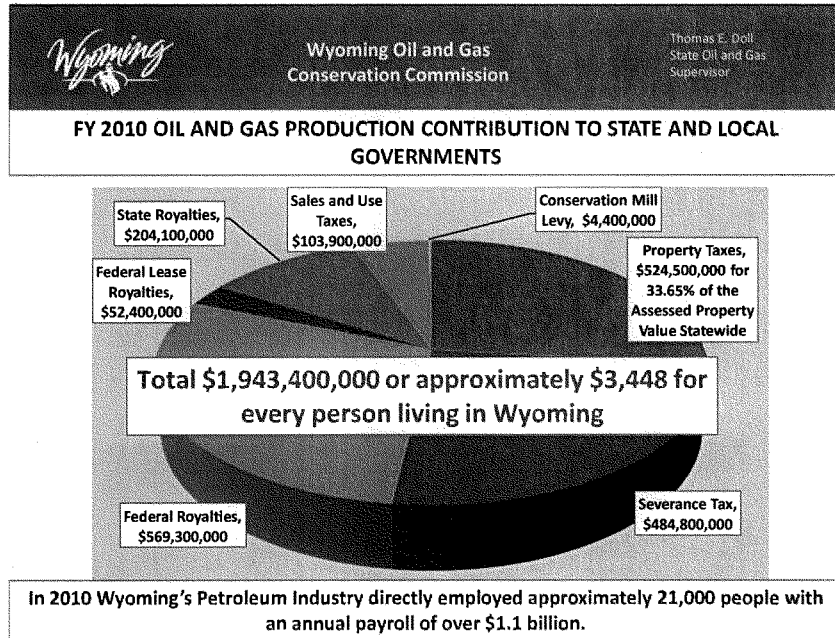 Wyoming
Wyoming Oil and Gas
Conservation Commission
Thomas E. Doll
State Oil and Gas
Supervisor
FY 2010 OIL AND GAS PRODUCTION CONTRIBUTION TO STATE AND LOCAL
GOVERNMENTS
State Royalties,
$204,100,000
Sales and Use
Taxes,
$103,900,000
Conservation Mill
Levy, $4,400,000
Federal Lease
Royalties,
$52,400,000
Property Taxes,
$524,500,000 for
33.65% of the
Assessed Property
Value Statewide
Total $1,943,400,000 or approximately $3,448 for
every person living in Wyoming
Federal Royalties,
$569,300,000
Severance Tax,
$484,800,000
In 2010 Wyoming's Petroleum Industry directly employed approximately 21,000 people with
an annual payroll of over $1.1 billion.